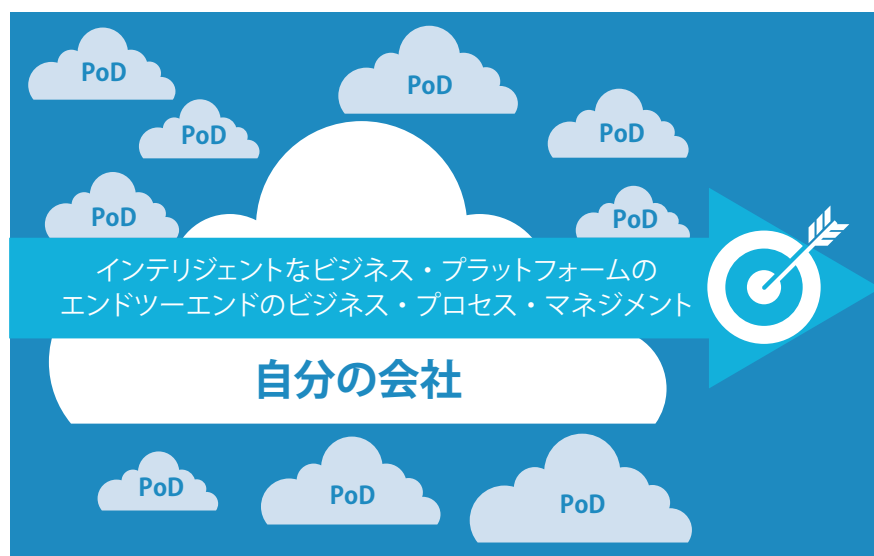 PoD
PoD
PoD
PoD
PoD
PoD
インテリジェントなビジネス・プラットフォームの
エンドツーエンドのビジネス・プロセス・マネジメント
自分の会社
PoD
PoD
PoD